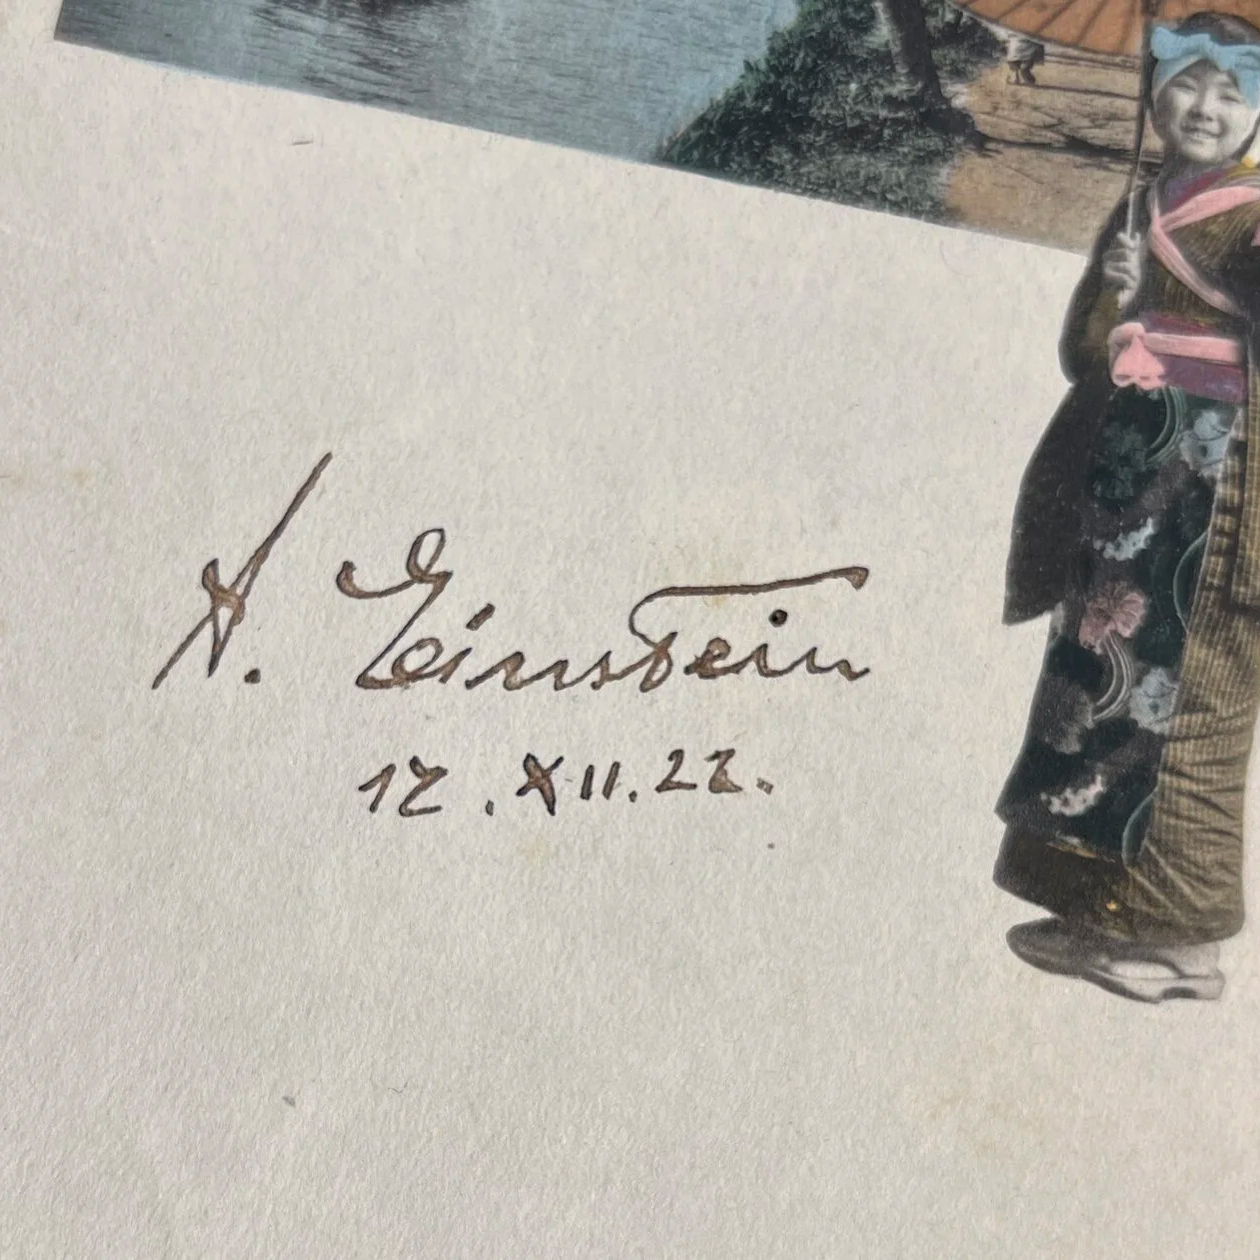 A. Einstein
12. XII. 22.